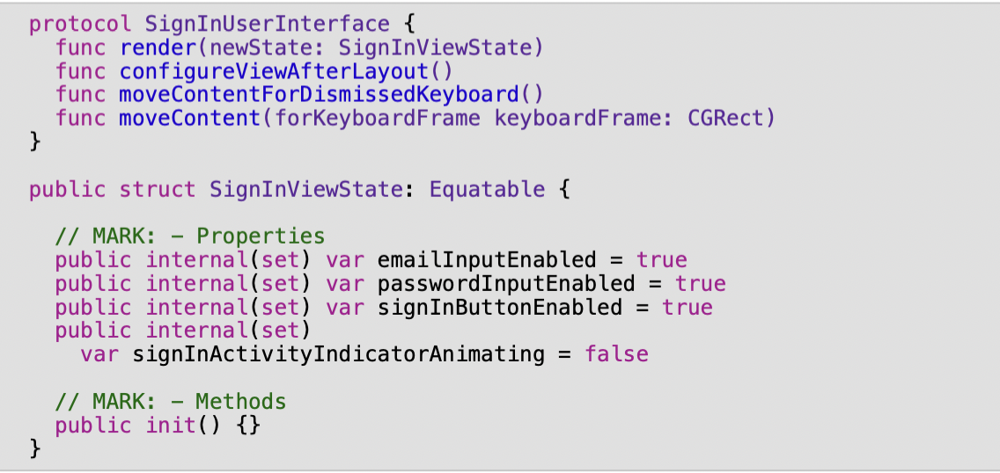 protocol SignInUserInterface {
  func render(newState: SignInViewState)
  func configureViewAfterLayout()
  func moveContentForDismissedKeyboard()
  func moveContent(forKeyboardFrame keyboardFrame: CGRect)
}

public struct SignInViewState: Equatable {

  // MARK: - Properties
  public internal(set) var emailInputEnabled = true
  public internal(set) var passwordInputEnabled = true
  public internal(set) var signInButtonEnabled = true
  public internal(set)
    var signInActivityIndicatorAnimating = false

  // MARK: - Methods
  public init() {}
}